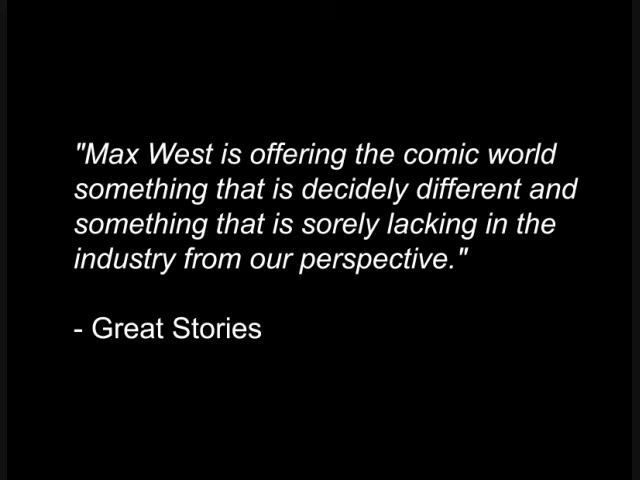 "Max West is offering the comic world
something that is decidely different and
something that is sorely lacking in the
industry from our perspective."
- Great Stories